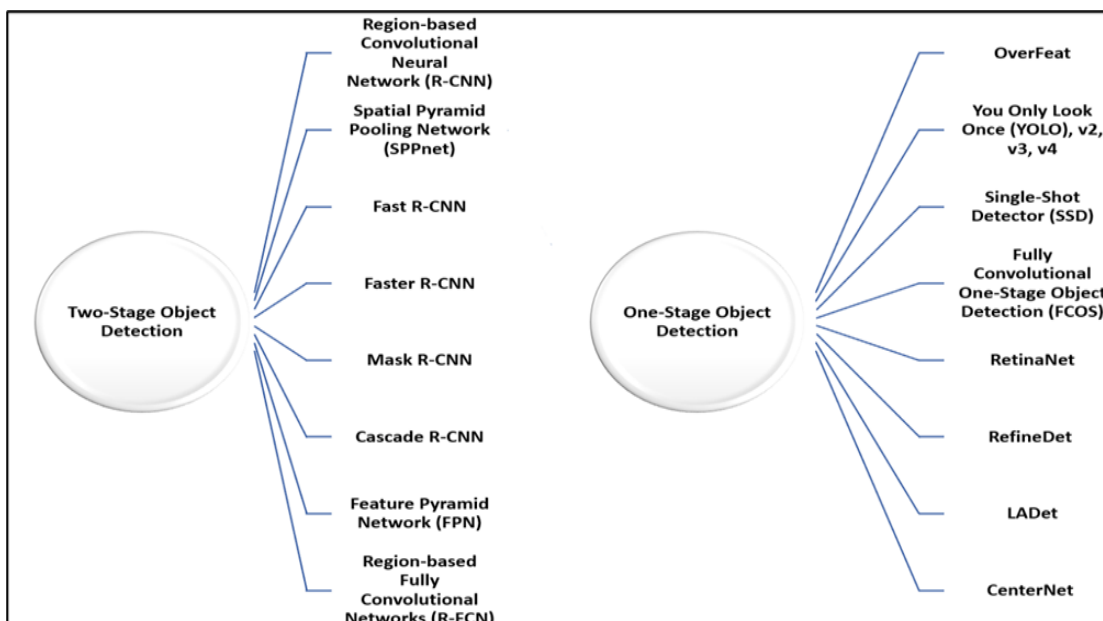 Two-Stage Object
Detection
Region-based
Convolutional
Neural
Network (R-CNN)
Spatial Pyramid
Pooling Network
(SPPnet)
Fast R-CNN
Faster R-CNN
Mask R-CNN
Cascade R-CNN
Feature Pyramid
Network (FPN)
Region-based
Fully
Convolutional
Networks (R-FCN)
One-Stage Object
Detection
OverFeat
You Only Look
Once (YOLO), v2,
v3, v4
Single-Shot
Detector (SSD)
Fully
Convolutional
One-Stage Object
Detection (FCOS)
RetinaNet
RefineDet
LADet
CenterNet